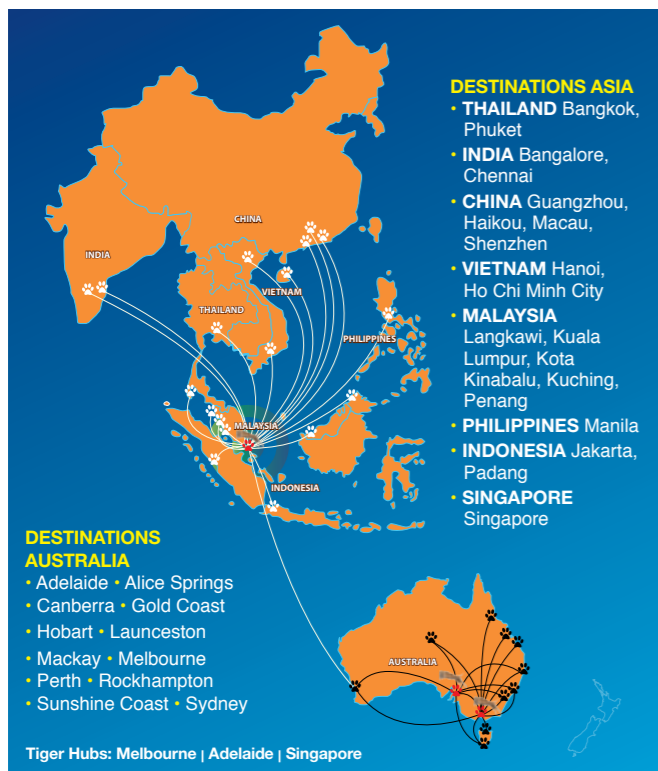 DESTINATIONS ASIA
• THAILAND Bangkok,
Phuket
• INDIA Bangalore,
Chennai
• CHINA Guangzhou,
Haikou, Macau,
Shenzhen
• VIETNAM Hanoi,
Ho Chi Minh City
• MALAYSIA
Langkawi, Kuala
Lumpur, Kota
Kinabalu, Kuching,
Penang
• PHILIPPINES Manila
• INDONESIA Jakarta,
Padang
• SINGAPORE
Singapore
CHINA
INDIA
VIETNAM
THAILAND
PHILIPPINES
MALAYSIA
INDONESIA
DESTINATIONS
AUSTRALIA
• Adelaide • Alice Springs
• Canberra • Gold Coast
• Hobart • Launceston
• Mackay • Melbourne
• Perth • Rockhampton
• Sunshine Coast • Sydney
AUSTRALIA
Tiger Hubs: Melbourne | Adelaide | Singapore